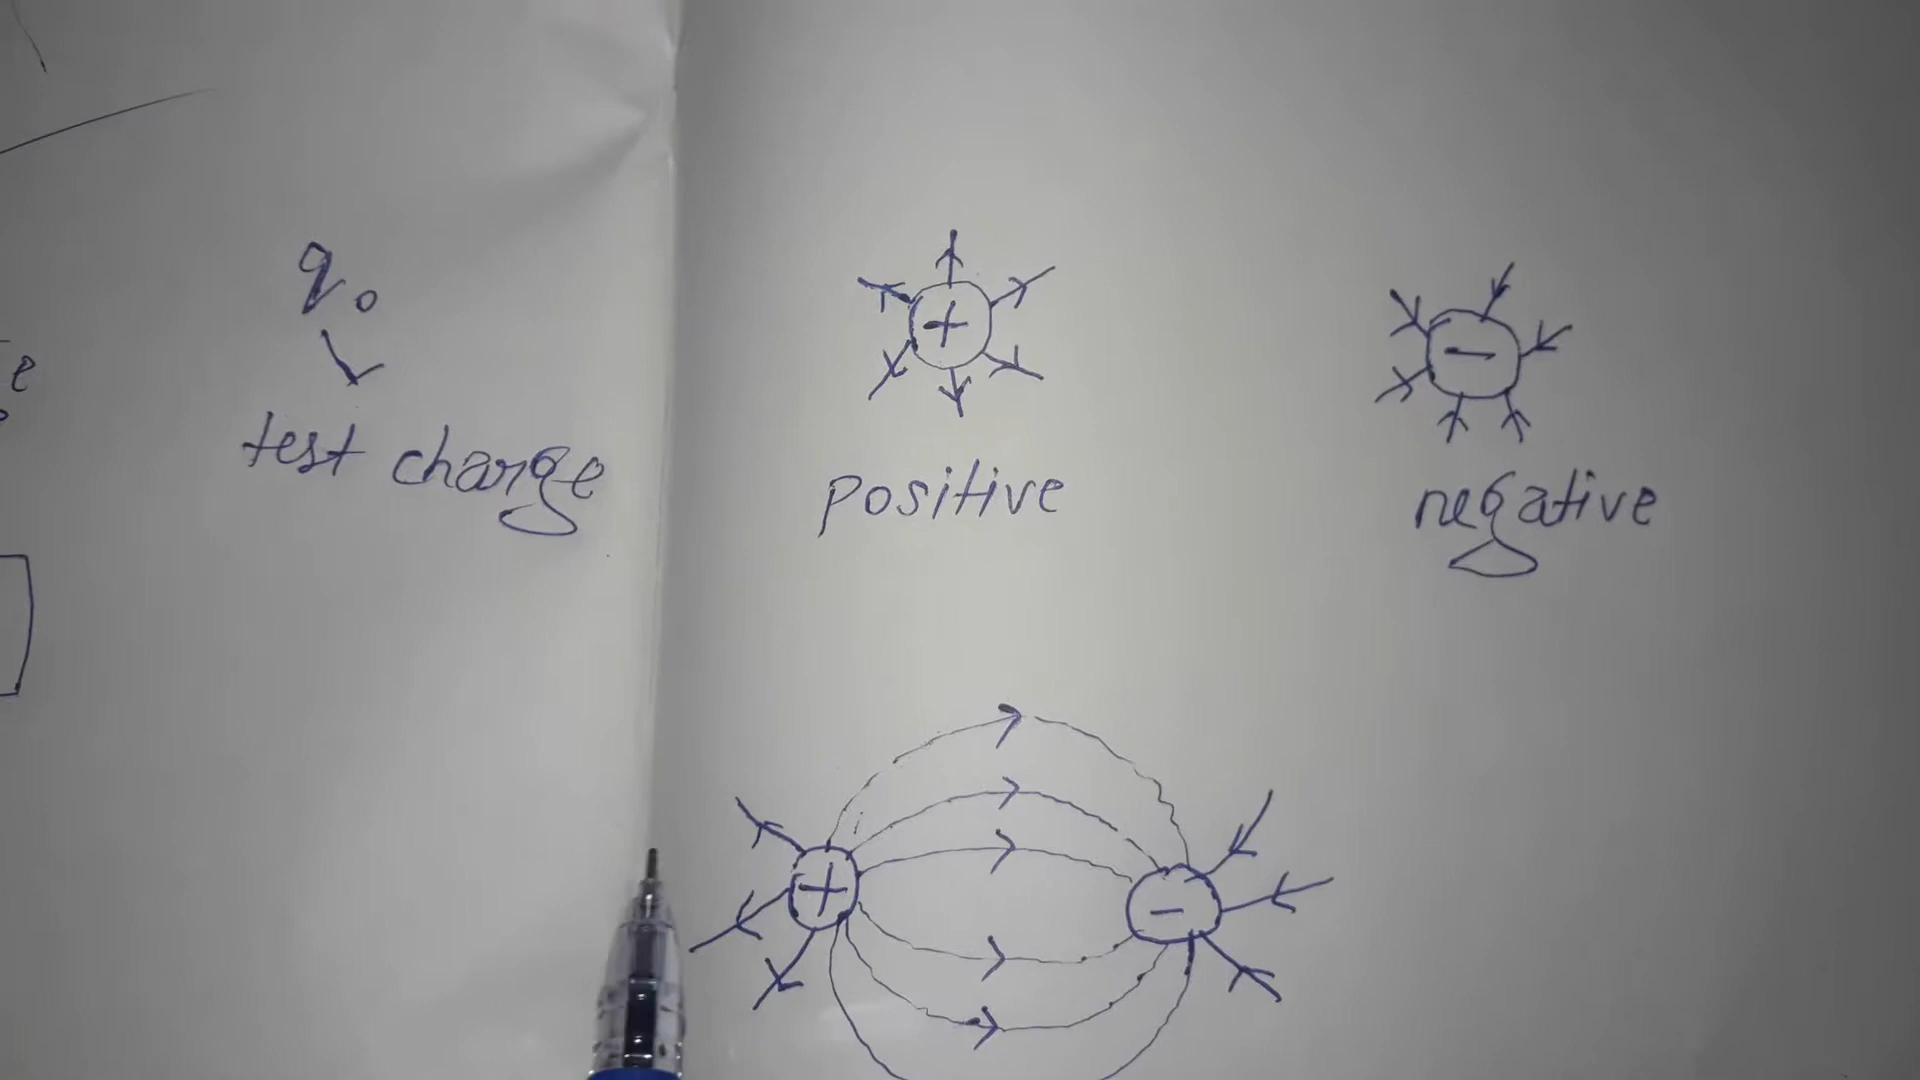 e
q₀
test charge
+
positive
−
negative
+
−